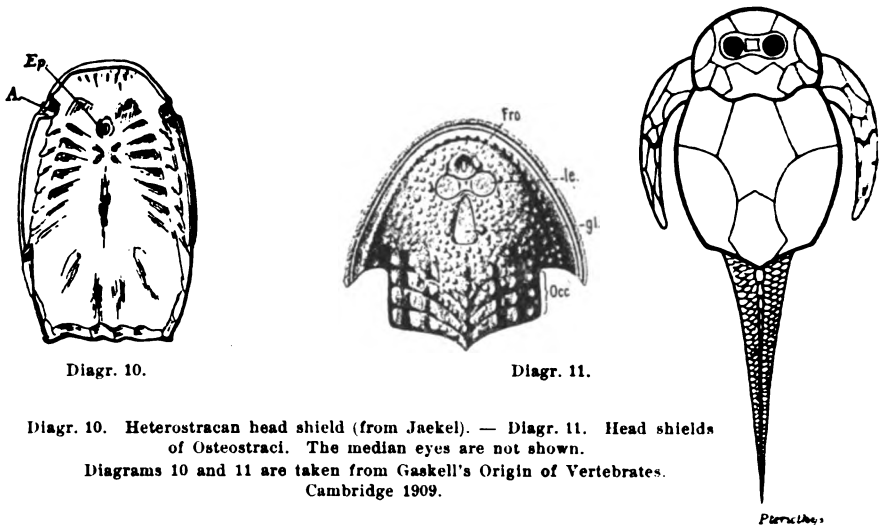 Ep.
A.
Fro
le.
gl.
Occ
Diagr. 10.
Diagr. 11.
Diagr. 10. Heterostracan head shield (from Jaekel). — Diagr. 11. Head shields
of Osteostraci. The median eyes are not shown.
Diagrams 10 and 11 are taken from Gaskell's Origin of Vertebrates.
Cambridge 1909.